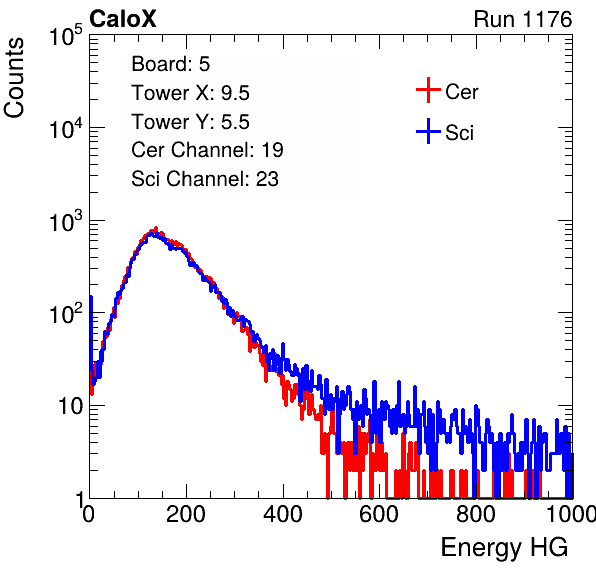 CaloX Run 1176
Counts
10^5
10^4
10^3
10^2
10
1
Board: 5
Tower X: 9.5
Tower Y: 5.5
Cer Channel: 19
Sci Channel: 23
Cer
Sci
0 200 400 600 800 1000
Energy HG